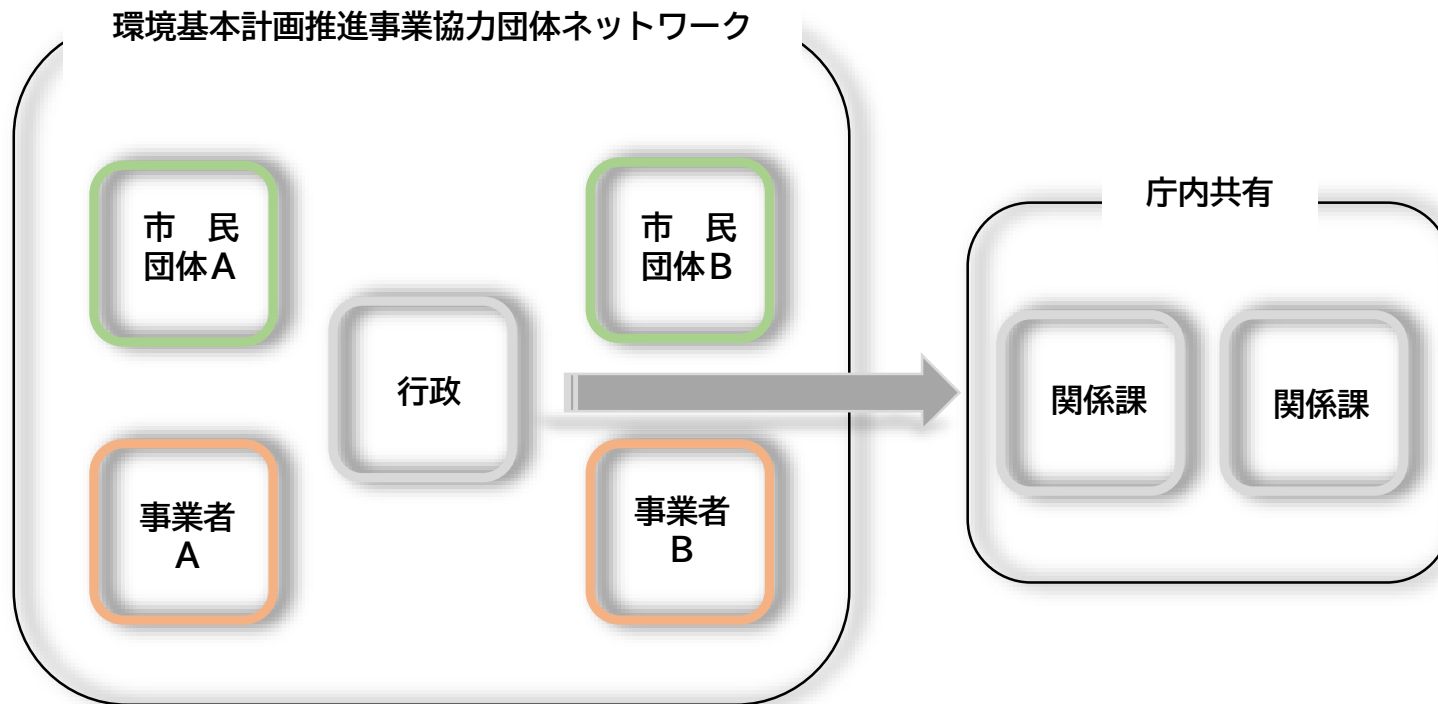 環境基本計画推進事業協力団体ネットワーク
市　民
団体A
市　民
団体B
行政
事業者
A
事業者
B
庁内共有
関係課
関係課